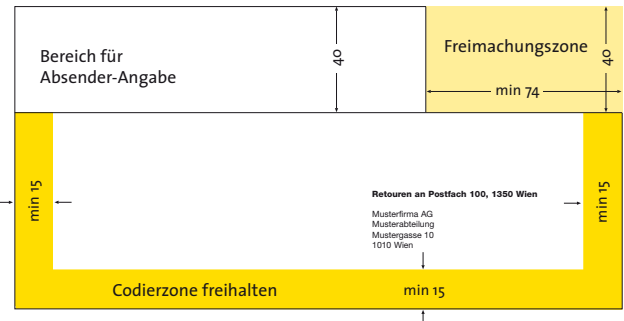 Bereich für
Absender-Angabe
40
Freimachungszone
40
min 74
min 15
Retouren an Postfach 100, 1350 Wien
Musterfirma AG
Musterabteilung
Mustergasse 10
1010 Wien
min 15
Codierzone freihalten
min 15